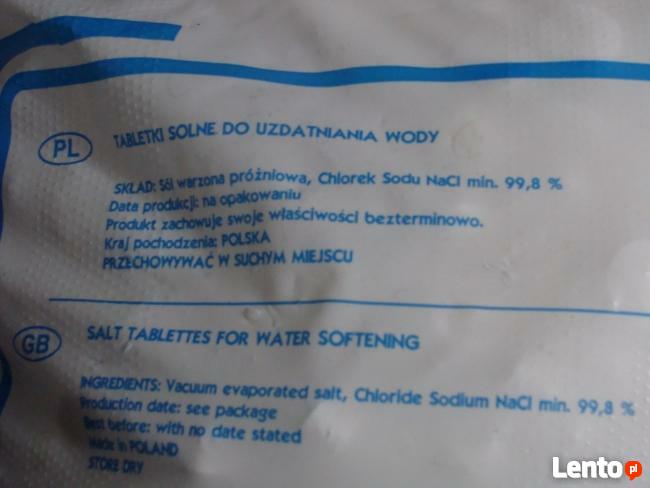 PL
TABLETKI SOLNE DO UZDATNIANIA WODY
SKŁAD: Sól warzona próżniowa, Chlorek Sodu NaCl min. 99,8 %
Data produkcji: na opakowaniu
Produkt zachowuje swoje właściwości bezterminowo.
Kraj pochodzenia: POLSKA
PRZECHOWYWAĆ W SUCHYM MIEJSCU
GB
SALT TABLETTES FOR WATER SOFTENING
INGREDIENTS: Vacuum evaporated salt, Chloride Sodium NaCl min. 99,8 %
Production date: see package
Best before: with no date stated
Made in POLAND
STORE DRY
Lento.pl